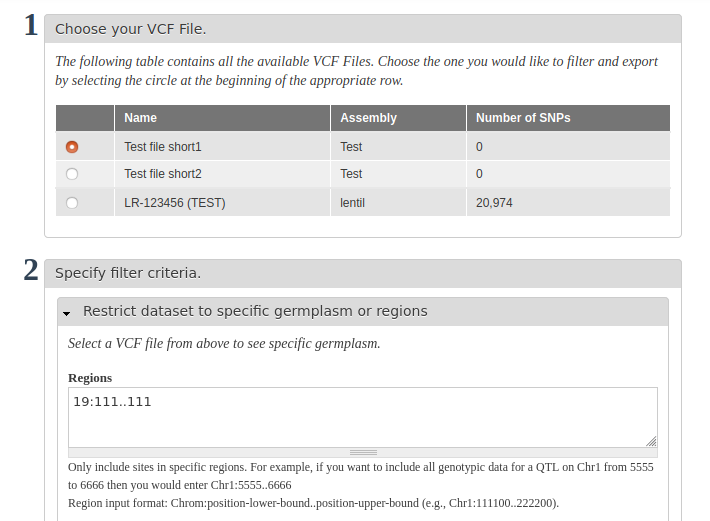 1 Choose your VCF File.
The following table contains all the available VCF Files. Choose the one you would like to filter and export
by selecting the circle at the beginning of the appropriate row.
Name Assembly Number of SNPs
Test file short1 Test 0
Test file short2 Test 0
LR-123456 (TEST) lentil 20,974
2 Specify filter criteria.
Restrict dataset to specific germplasm or regions
Select a VCF file from above to see specific germplasm.
Regions
19:111..111
Only include sites in specific regions. For example, if you want to include all genotypic data for a QTL on Chr1 from 5555
to 6666 then you would enter Chr1:5555..6666
Region input format: Chrom:position-lower-bound..position-upper-bound (e.g., Chr1:111100..222200).